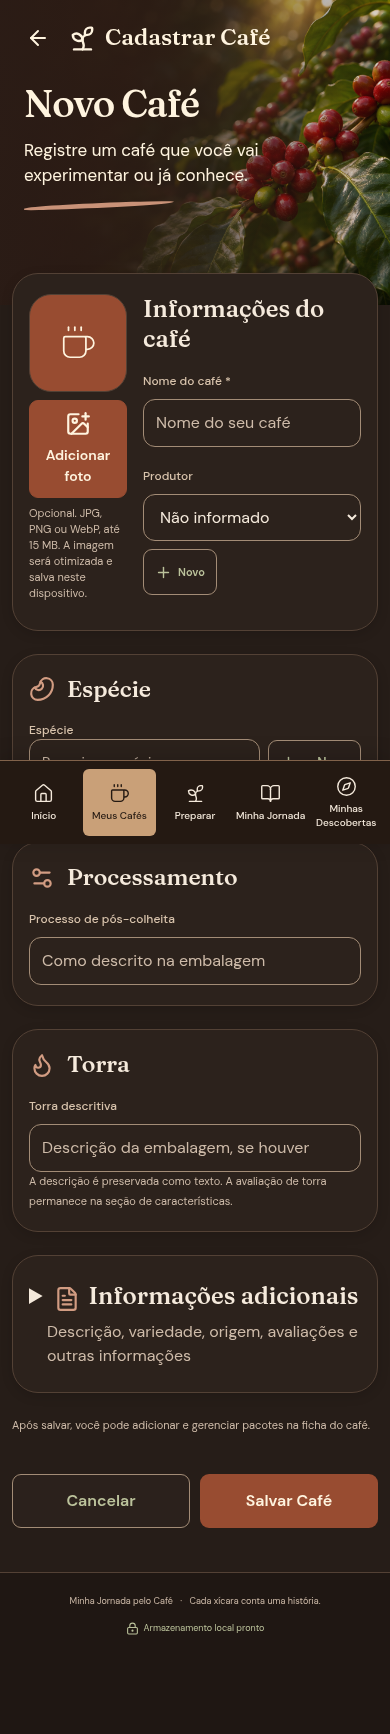 Cadastrar Café
Novo Café
Registre um café que você vai
experimentar ou já conhece.
Informações do
café
Nome do café *
Nome do seu café
Adicionar
foto
Opcional. JPG,
PNG ou WebP, até
15 MB. A imagem
será otimizada e
salva neste
dispositivo.
Produtor
Não informado
Novo
Espécie
Espécie
Início
Meus Cafés
Preparar
Minha Jornada
Minhas
Descobertas
Processamento
Processo de pós-colheita
Como descrito na embalagem
Torra
Torra descritiva
Descrição da embalagem, se houver
A descrição é preservada como texto. A avaliação de torra
permanece na seção de características.
Informações adicionais
Descrição, variedade, origem, avaliações e
outras informações
Após salvar, você pode adicionar e gerenciar pacotes na ficha do café.
Cancelar
Salvar Café
Minha Jornada pelo Café · Cada xícara conta uma história.
Armazenamento local pronto